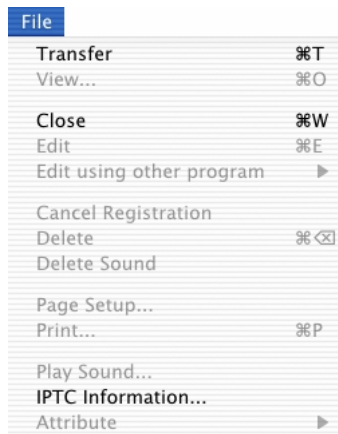 File
Transfer ⌘T
View... ⌘O
Close ⌘W
Edit ⌘E
Edit using other program ▶
Cancel Registration
Delete ⌘⌫
Delete Sound
Page Setup...
Print... ⌘P
Play Sound...
IPTC Information...
Attribute ▶